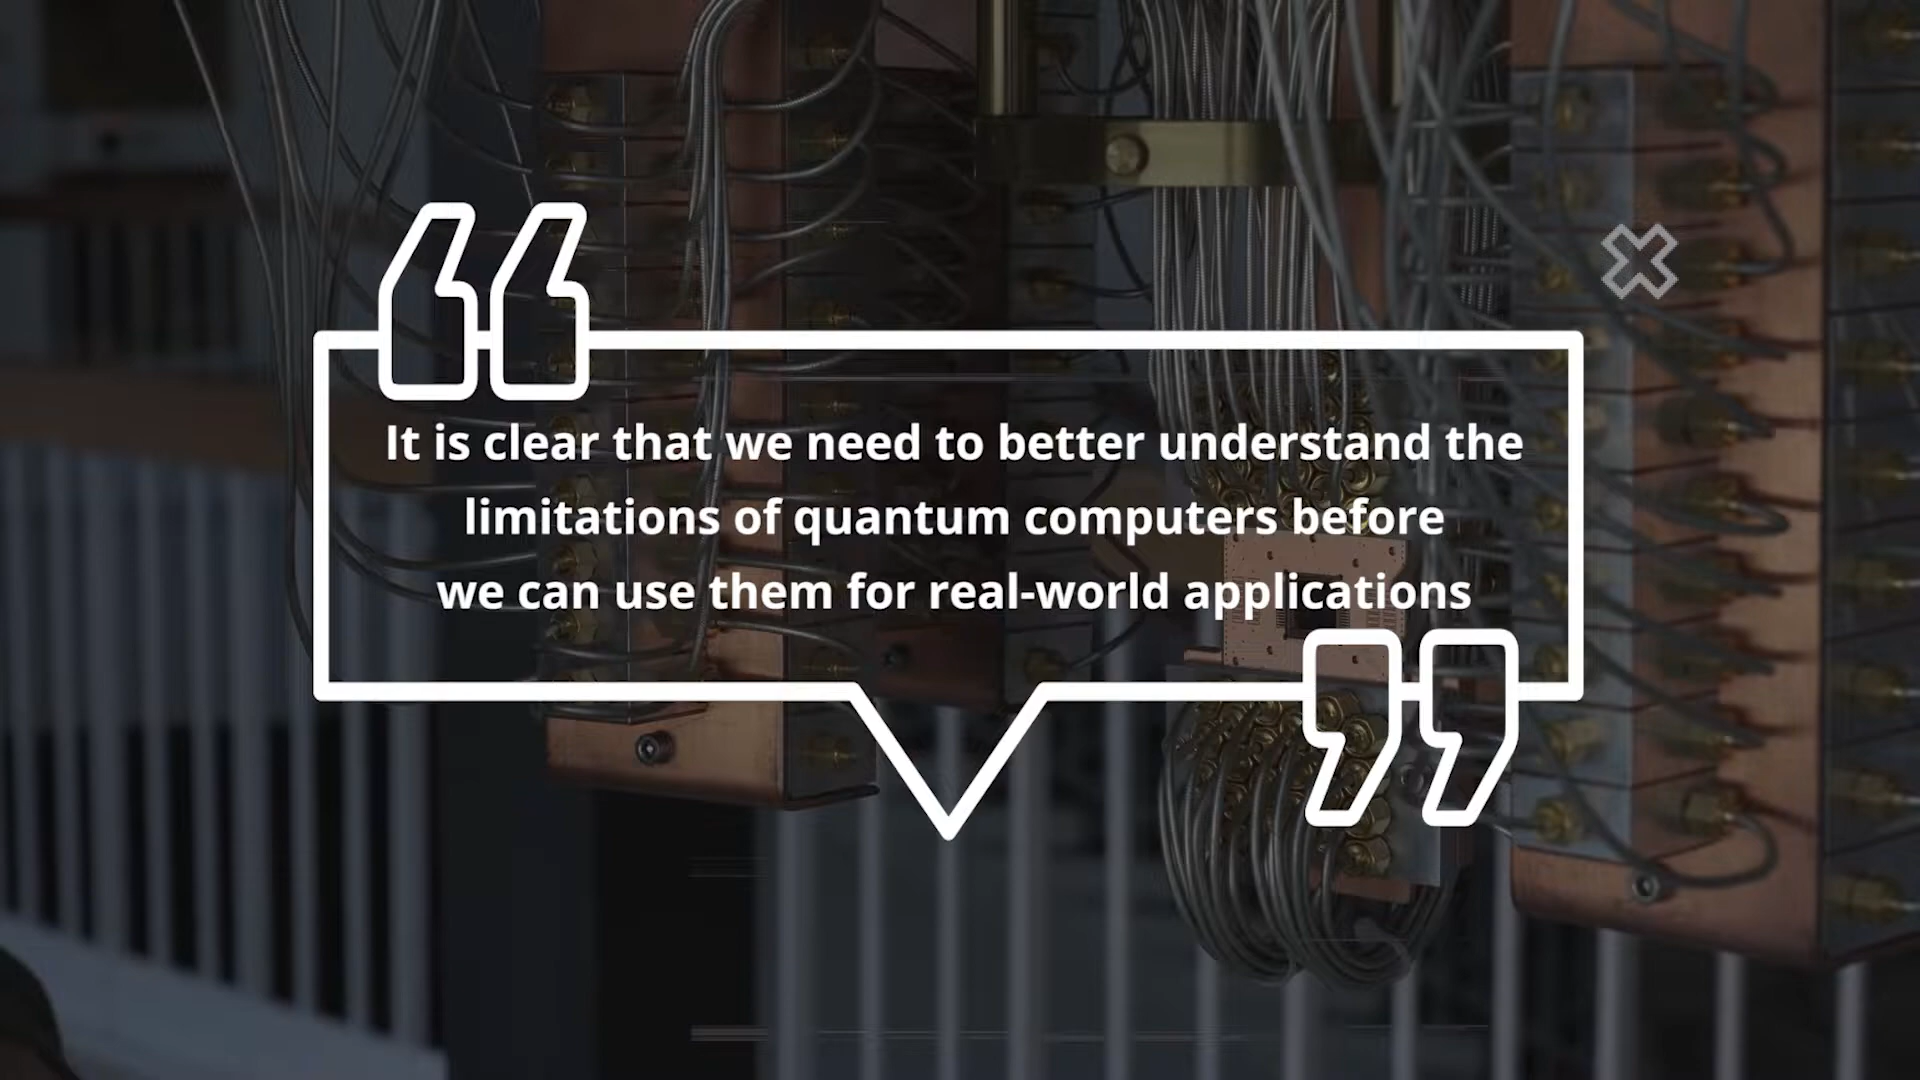 It is clear that we need to better understand the
limitations of quantum computers before
we can use them for real-world applications